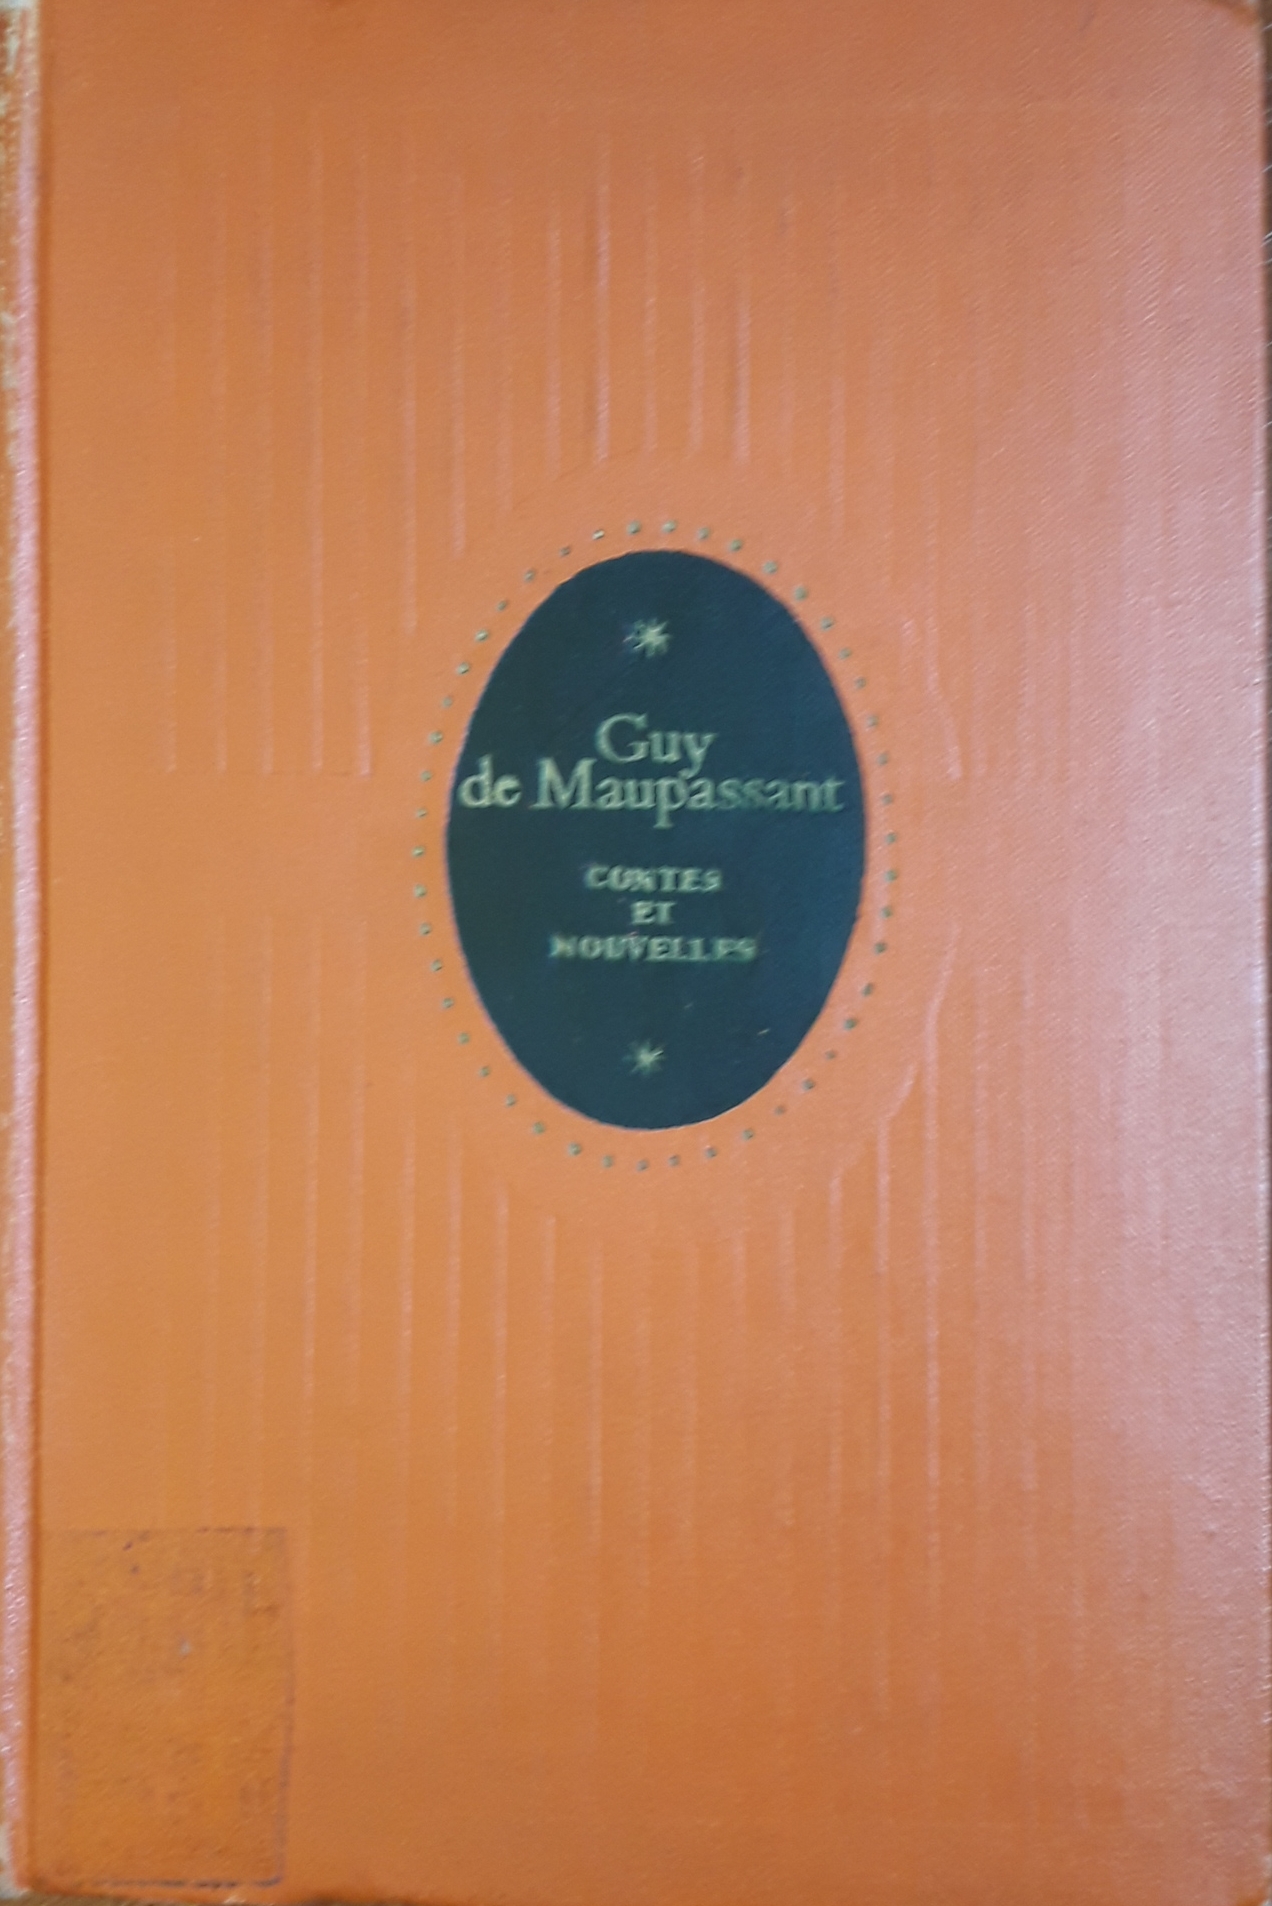 Guy
de Maupassant
CONTES
ET
NOUVELLES